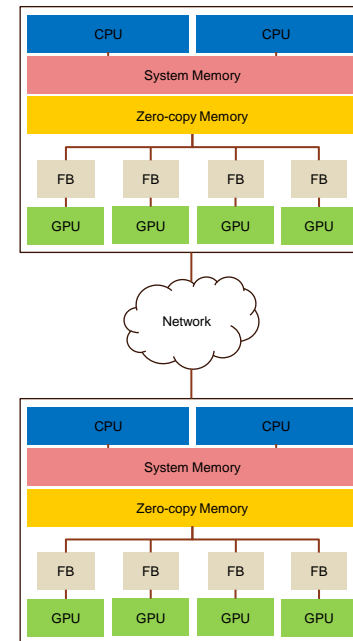 CPU CPU
System Memory
Zero-copy Memory
FB FB FB FB
GPU GPU GPU GPU
Network
CPU CPU
System Memory
Zero-copy Memory
FB FB FB FB
GPU GPU GPU GPU